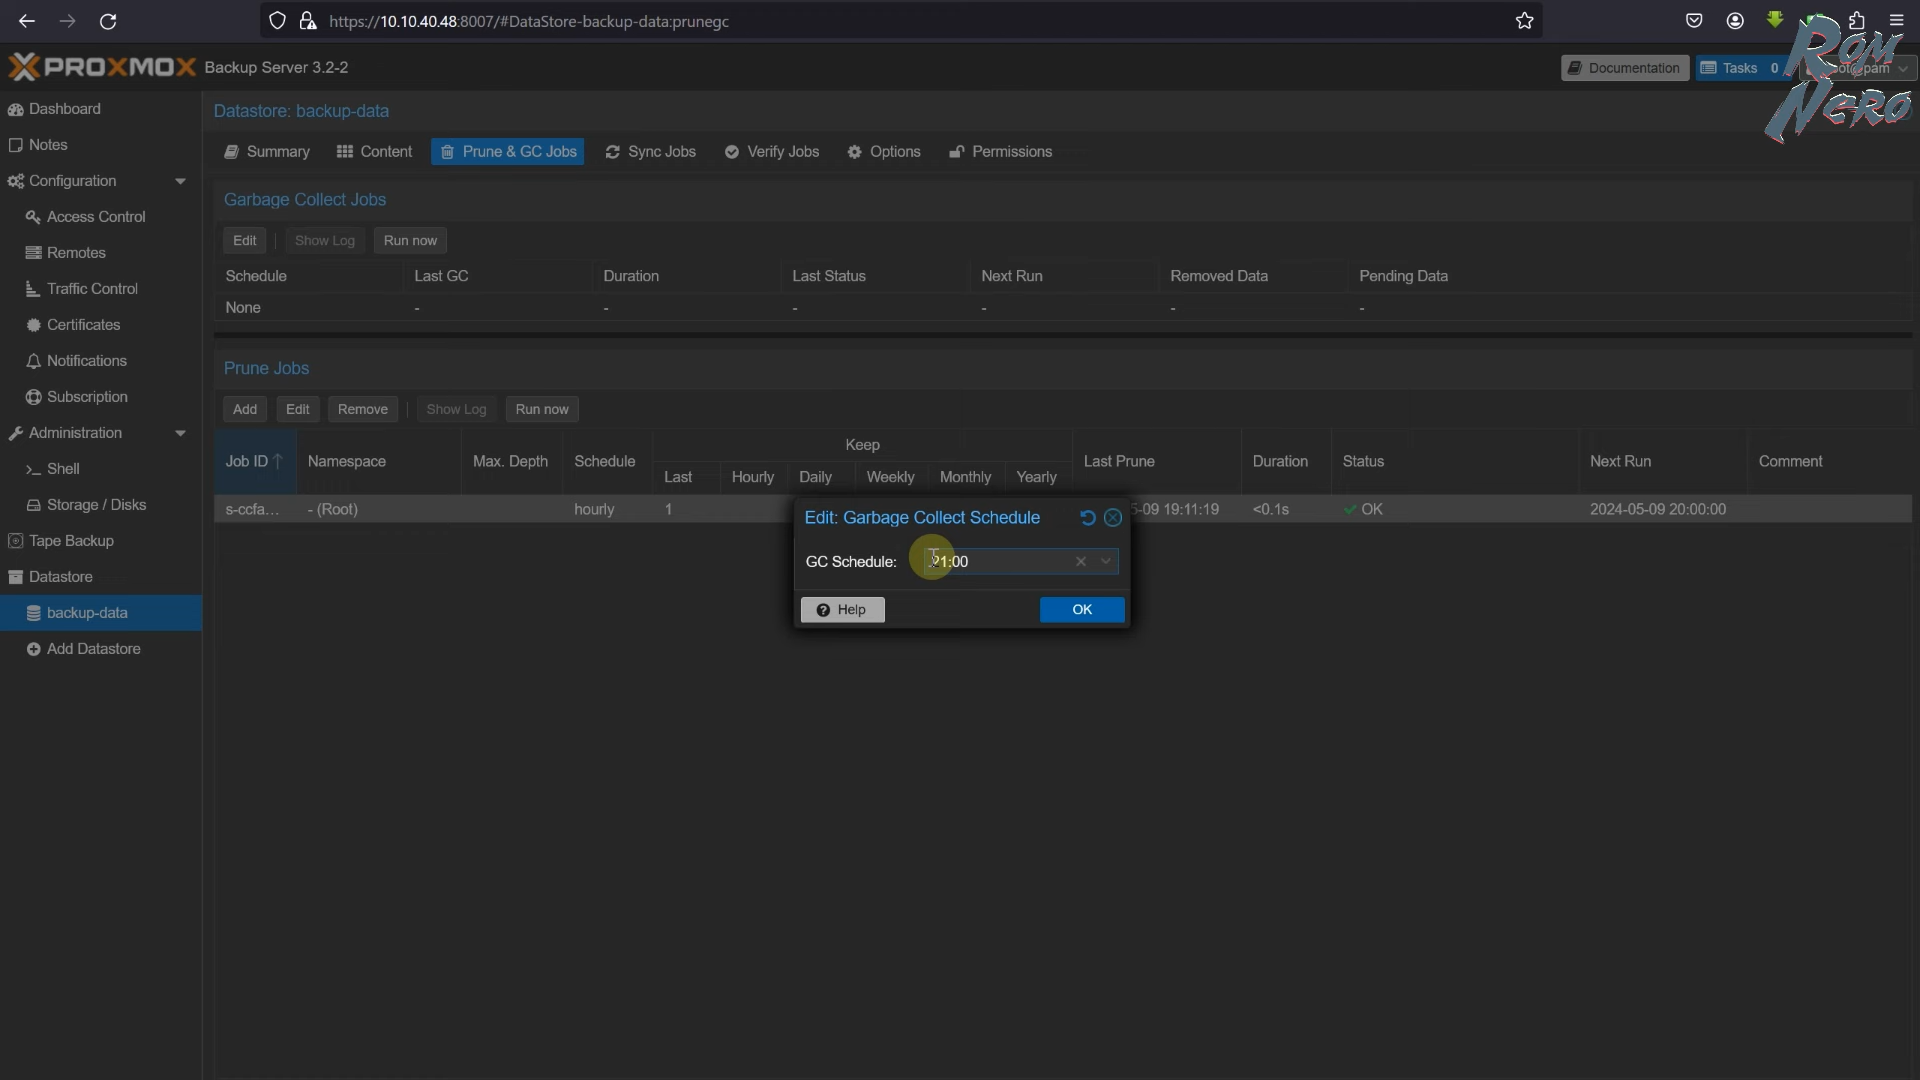 https://10.10.40.48:8007/#DataStore-backup-data:prunegc
PROXMOX Backup Server 3.2-2
Documentation
Tasks 0
Rom
Nero
Dashboard
Notes
Configuration
Access Control
Remotes
Traffic Control
Certificates
Notifications
Subscription
Administration
Shell
Storage / Disks
Tape Backup
Datastore
backup-data
Add Datastore
Datastore: backup-data
Summary Content Prune & GC Jobs Sync Jobs Verify Jobs Options Permissions
Garbage Collect Jobs
Edit Show Log Run now
Schedule Last GC Duration Last Status Next Run Removed Data Pending Data
None - - - - - -
Prune Jobs
Add Edit Remove Show Log Run now
Keep
Job ID Namespace Max. Depth Schedule Last Prune Duration Status Next Run Comment
Last Hourly Daily Weekly Monthly Yearly
s-ccfa... - (Root) hourly 1 5-09 19:11:19 <0.1s OK 2024-05-09 20:00:00
Edit: Garbage Collect Schedule
GC Schedule: 21:00
Help OK